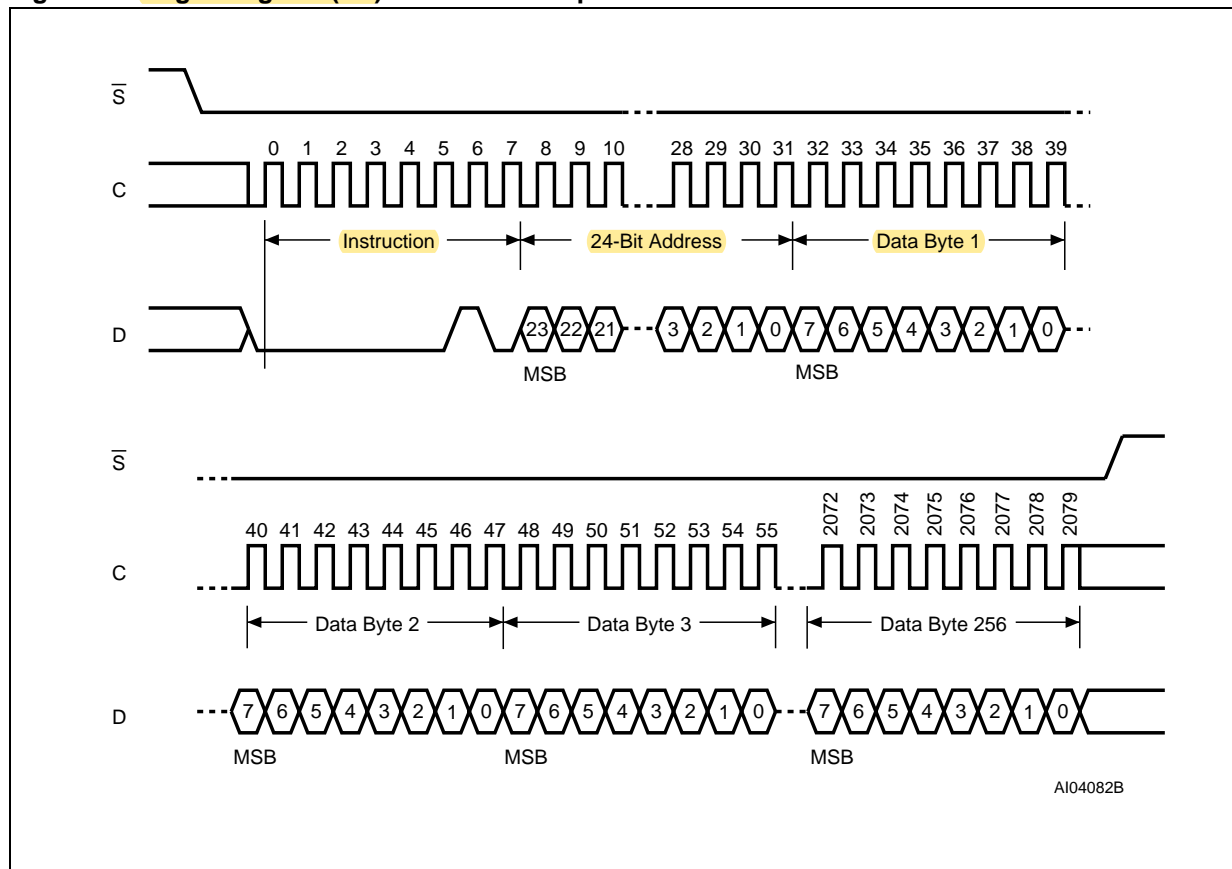 S
0 1 2 3 4 5 6 7 8 9 10 28 29 30 31 32 33 34 35 36 37 38 39
C
Instruction 24-Bit Address Data Byte 1
D 23 22 21 3 2 1 0 7 6 5 4 3 2 1 0
MSB MSB
S
2072 2073 2074 2075 2076 2077 2078 2079
40 41 42 43 44 45 46 47 48 49 50 51 52 53 54 55
C
Data Byte 2 Data Byte 3 Data Byte 256
D 7 6 5 4 3 2 1 0 7 6 5 4 3 2 1 0 7 6 5 4 3 2 1 0
MSB MSB MSB
AI04082B